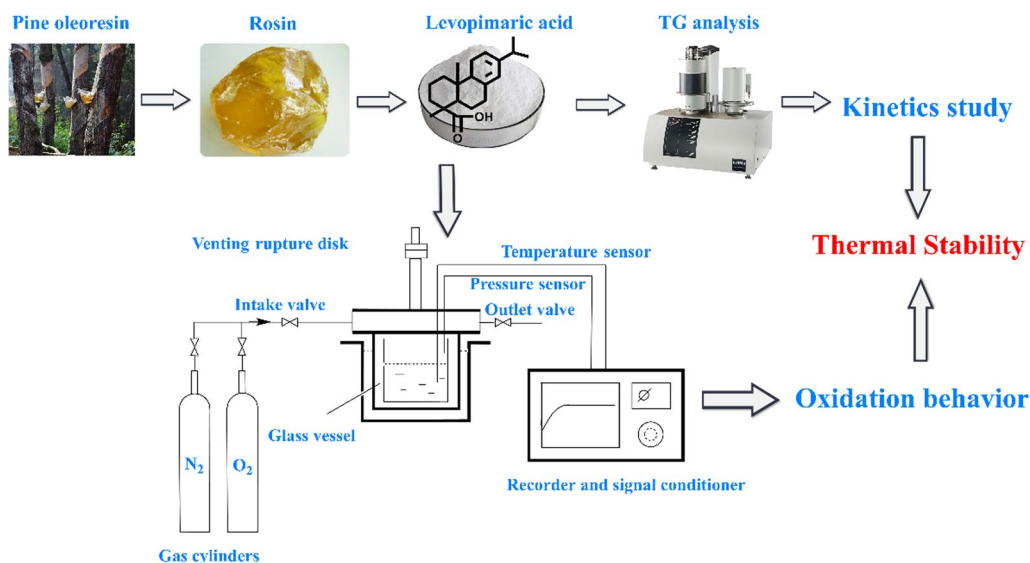 Pine oleoresin
Rosin
Levopimaric acid
TG analysis
OH
O
Kinetics study
Thermal Stability
Venting rupture disk
Temperature sensor
Pressure sensor
Intake valve
Outlet valve
Glass vessel
N2
O2
Gas cylinders
Recorder and signal conditioner
Oxidation behavior